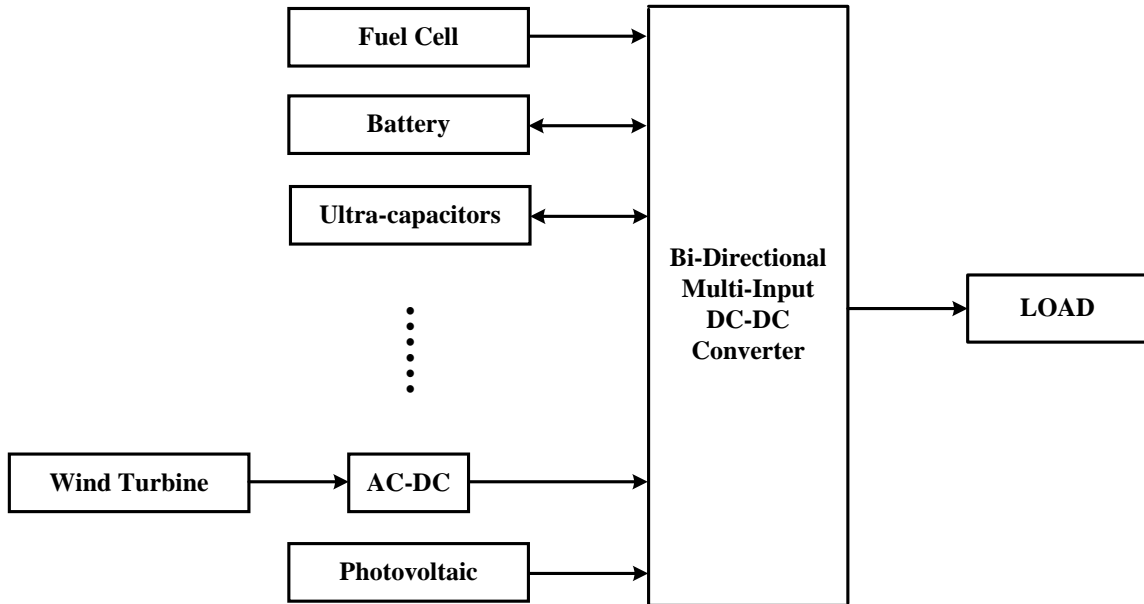 Fuel Cell
Battery
Ultra-capacitors
Bi-Directional
Multi-Input
DC-DC
Converter
LOAD
Wind Turbine
AC-DC
Photovoltaic